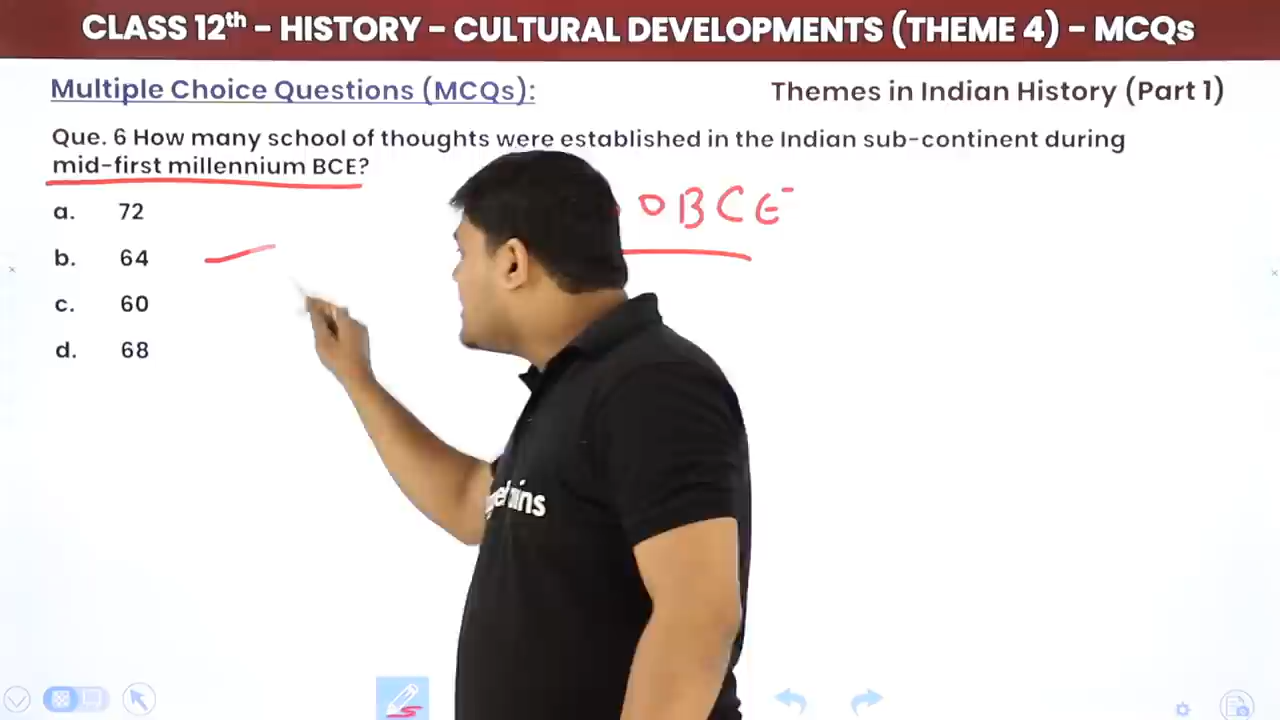 CLASS 12th - HISTORY - CULTURAL DEVELOPMENTS (THEME 4) - MCQs
Multiple Choice Questions (MCQs):
Themes in Indian History (Part 1)
Que. 6 How many school of thoughts were established in the Indian sub-continent during
mid-first millennium BCE?
a. 72
b. 64
c. 60
d. 68